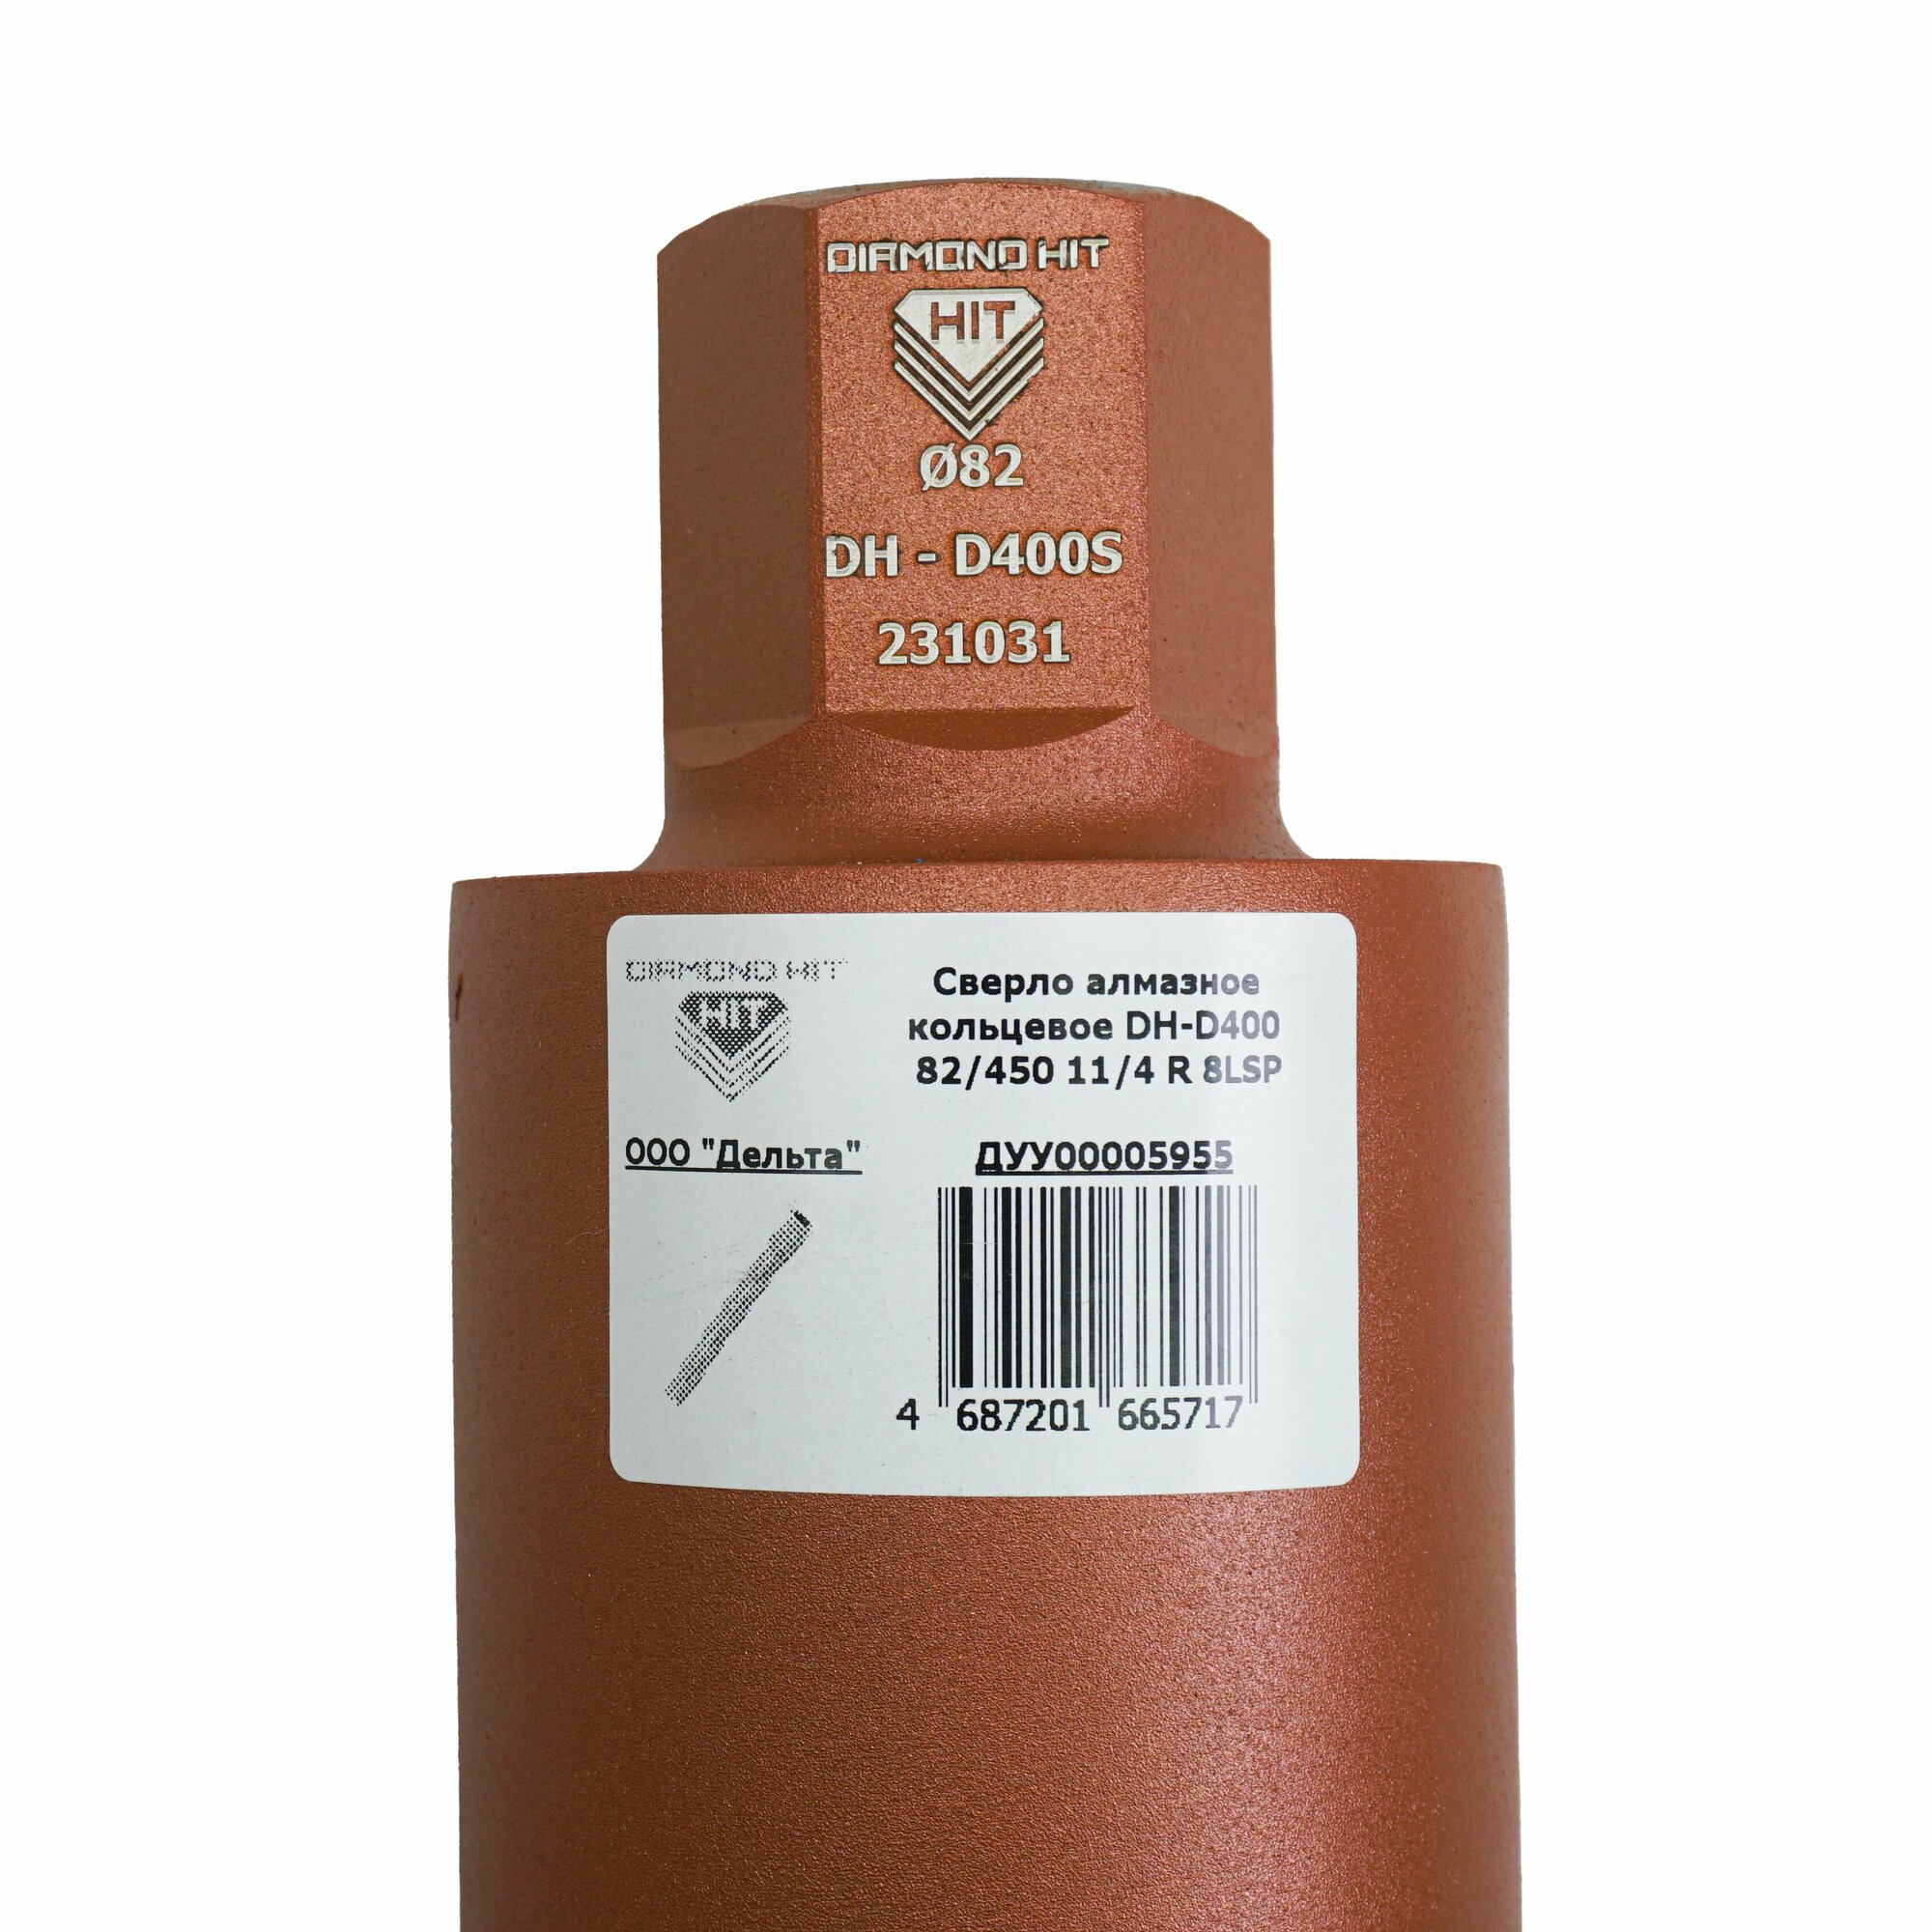 DIAMOND HIT
HIT
Ø82
DH - D400S
231031
DIAMOND HIT
HIT
Сверло алмазное
кольцевое DH-D400
82/450 11/4 R 8LSP
ООО "Дельта"
ДУУ00005955
4 687201 665717